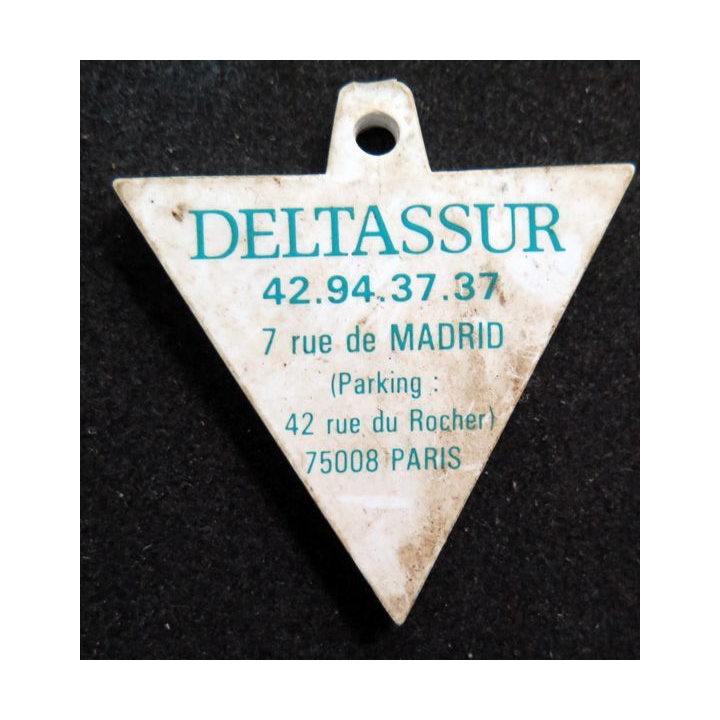 DELTASSUR
42.94.37.37
7 rue de MADRID
(Parking :
42 rue du Rocher)
75008 PARIS